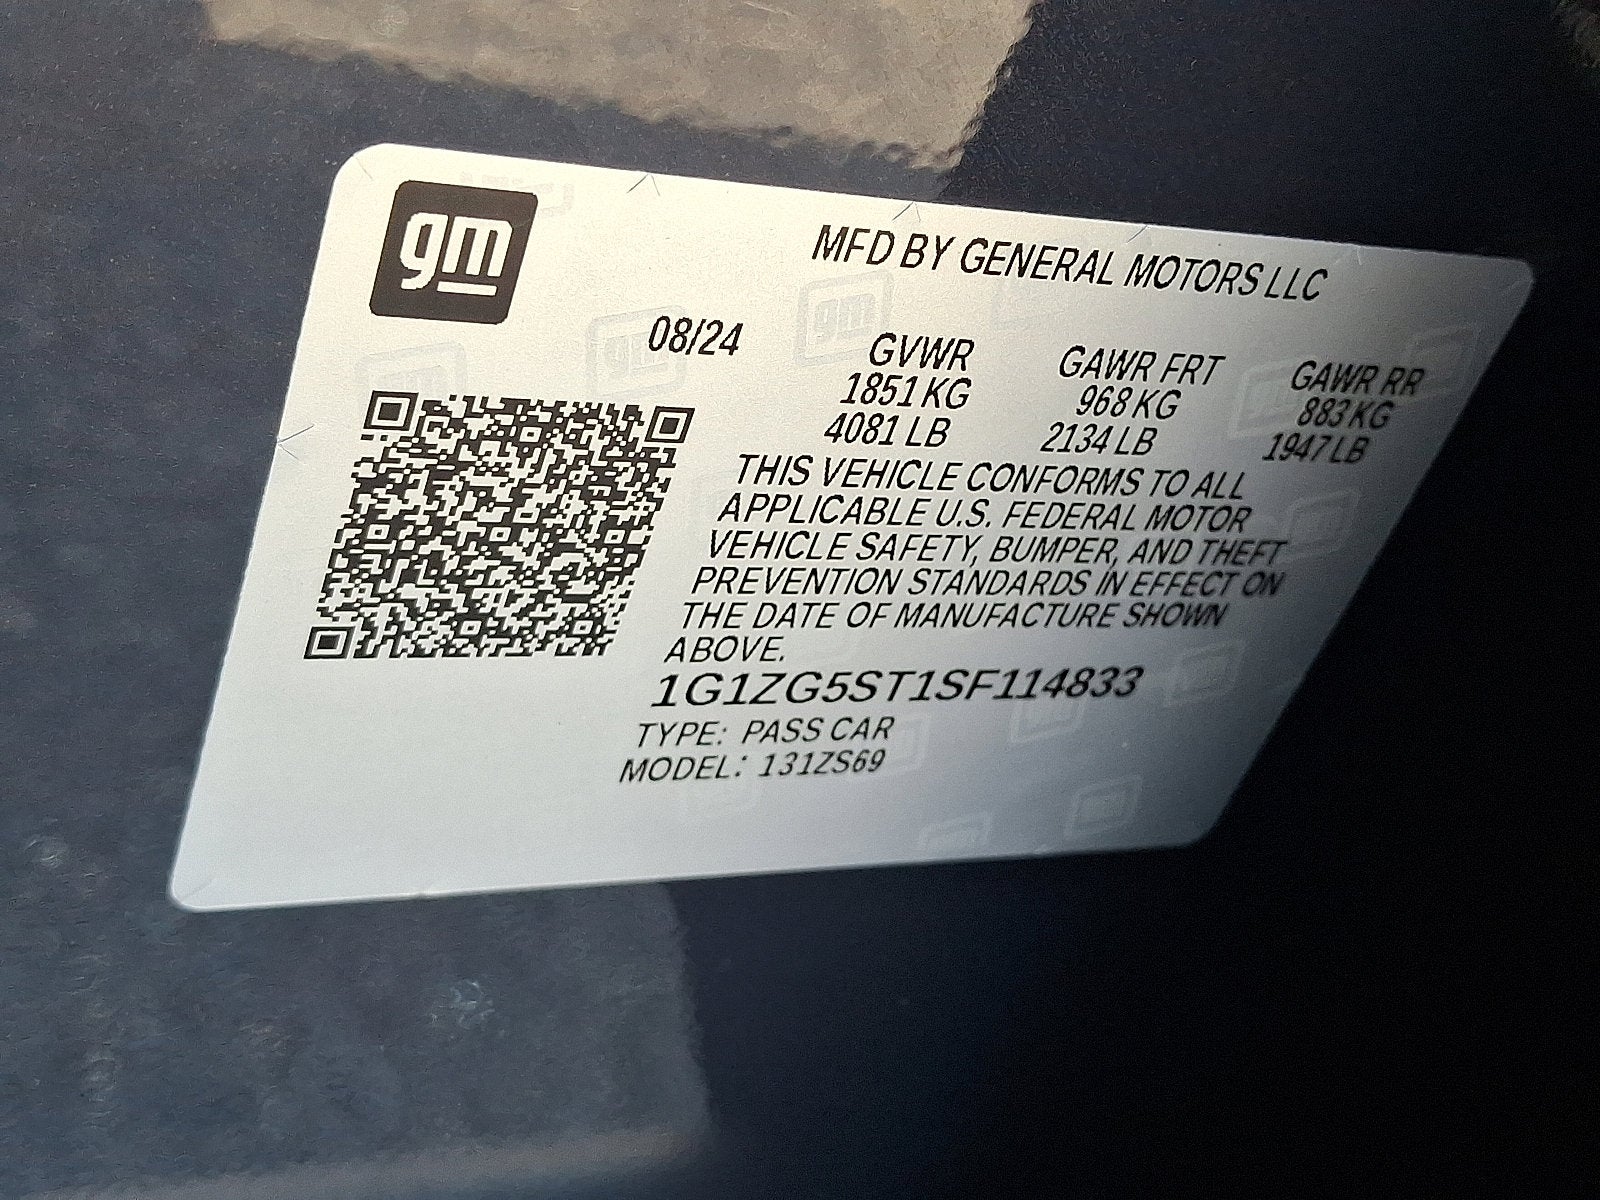 gm
MFD BY GENERAL MOTORS LLC
08/24
GVWR GAWR FRT GAWR RR
1851 KG 968 KG 883 KG
4081 LB 2134 LB 1947 LB
THIS VEHICLE CONFORMS TO ALL
APPLICABLE U.S. FEDERAL MOTOR
VEHICLE SAFETY, BUMPER, AND THEFT
PREVENTION STANDARDS IN EFFECT ON
THE DATE OF MANUFACTURE SHOWN
ABOVE.
1G1ZG5ST1SF114833
TYPE: PASS CAR
MODEL: 131ZS69